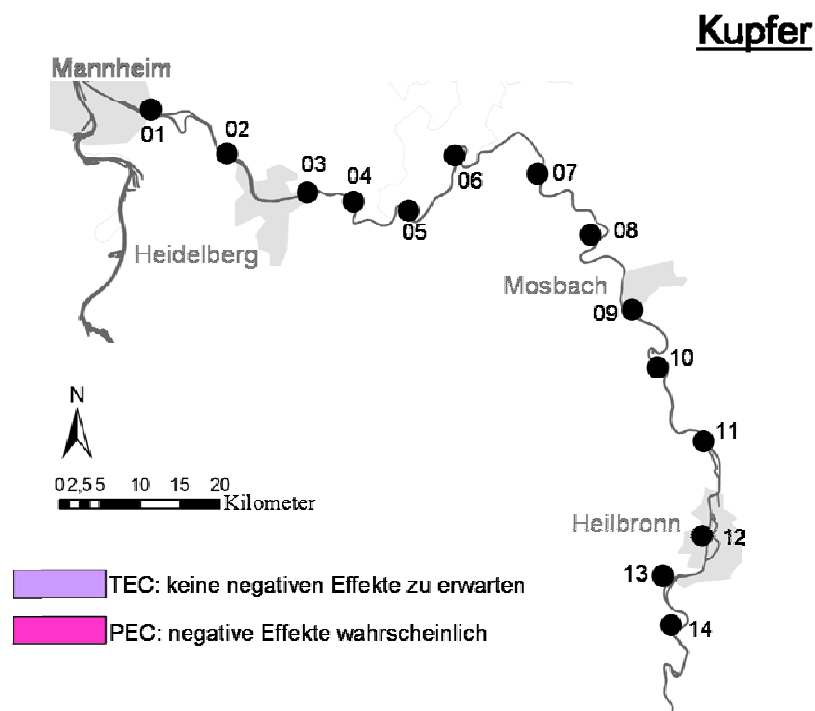 Kupfer
Mannheim
01
02
03
04
05
06
07
08
Heidelberg
Mosbach
09
10
N
11
0 2,5 5 10 15 20
Kilometer
Heilbronn
12
13
14
TEC: keine negativen Effekte zu erwarten
PEC: negative Effekte wahrscheinlich